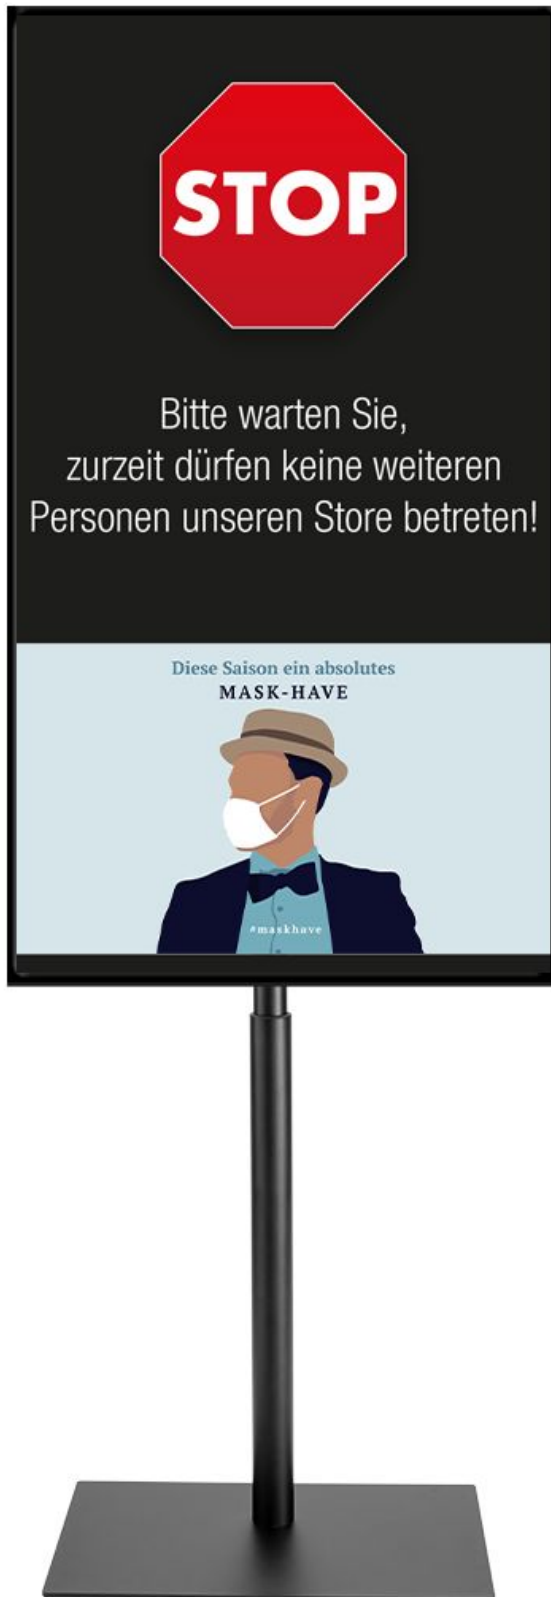 STOP
Bitte warten Sie,
zurzeit dürfen keine weiteren
Personen unseren Store betreten!
Diese Saison ein absolutes
MASK-HAVE
#maskhave